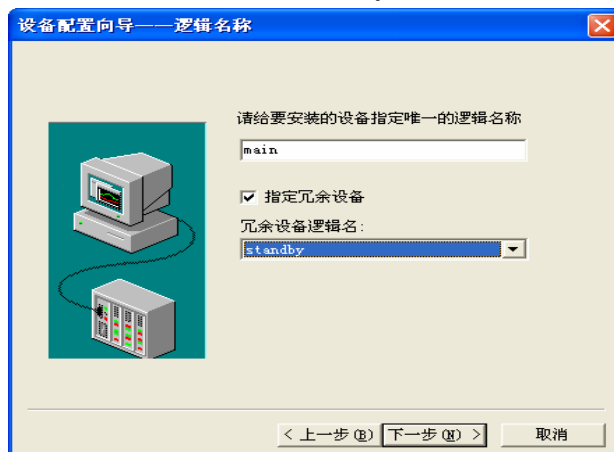 设备配置向导——逻辑名称
请给要安装的设备指定唯一的逻辑名称
main
指定冗余设备
冗余设备逻辑名:
standby
< 上一步(B) 下一步(N) > 取消